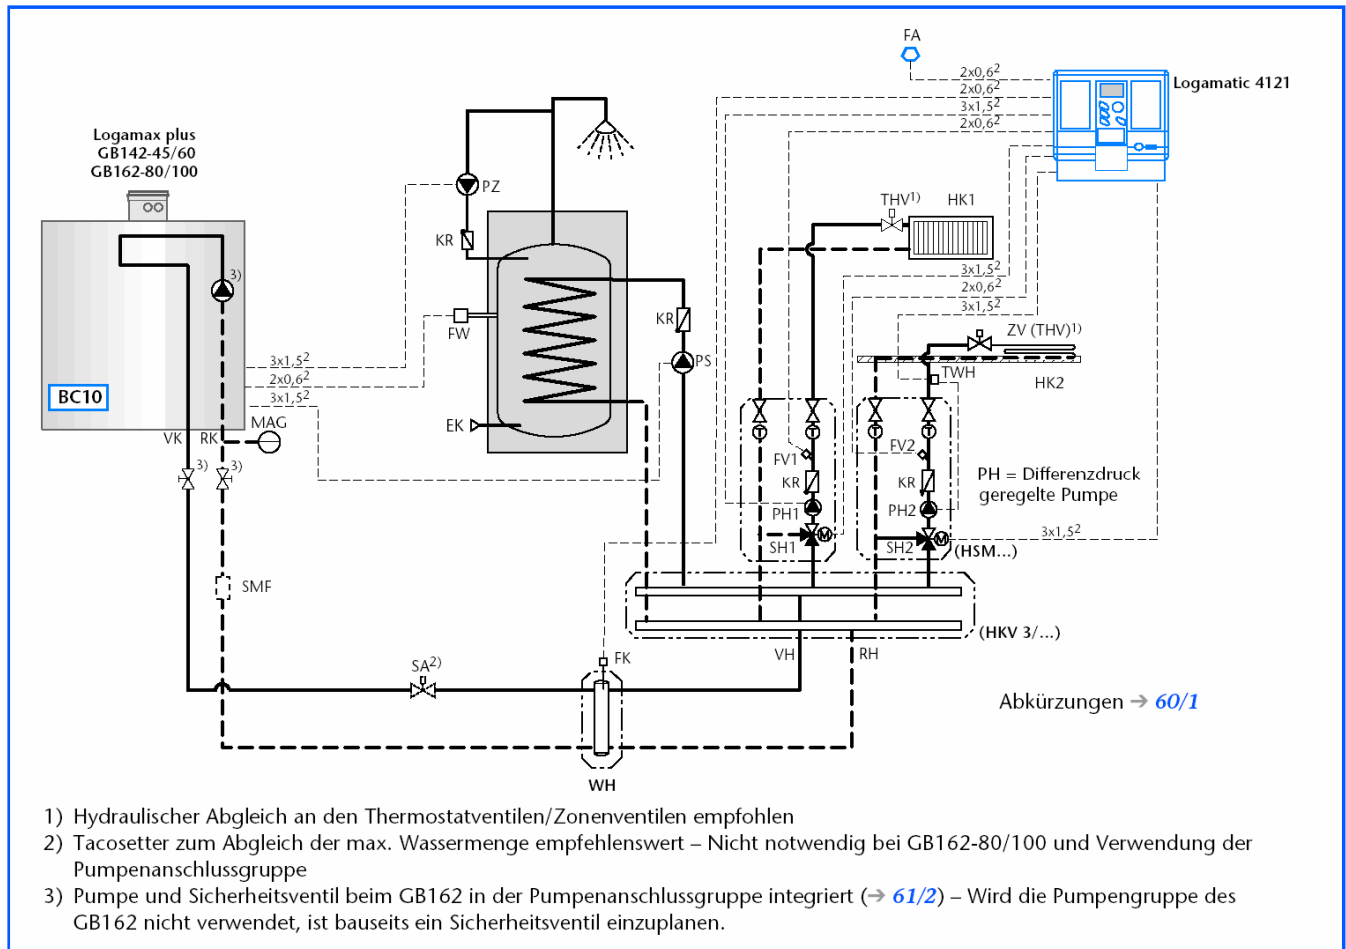 FA
2x0,6²
2x0,6²
3x1,5²
2x0,6²
Logamatic 4121
Logamax plus
GB142-45/60
GB162-80/100
PZ
KR
THV¹⁾
HK1
3x1,5²
2x0,6²
3x1,5²
3)
FW
KR
PS
ZV (THV)¹⁾
TWH
HK2
3x1,5²
2x0,6²
3x1,5²
BC10
MAG
VK
RK
EK
3)
3)
T
T
T
T
FV1
FV2
KR
KR
PH = Differenzdruck
geregelte Pumpe
PH1
PH2
M
M
3x1,5²
SH1
SH2
(HSM...)
SMF
(HKV 3/...)
VH
RH
SA²⁾
FK
WH
Abkürzungen ➔ 60/1
1) Hydraulischer Abgleich an den Thermostatventilen/Zonenventilen empfohlen
2) Tacosetter zum Abgleich der max. Wassermenge empfehlenswert – Nicht notwendig bei GB162-80/100 und Verwendung der
Pumpenanschlussgruppe
3) Pumpe und Sicherheitsventil beim GB162 in der Pumpenanschlussgruppe integriert (➔ 61/2) – Wird die Pumpengruppe des
GB162 nicht verwendet, ist bauseits ein Sicherheitsventil einzuplanen.